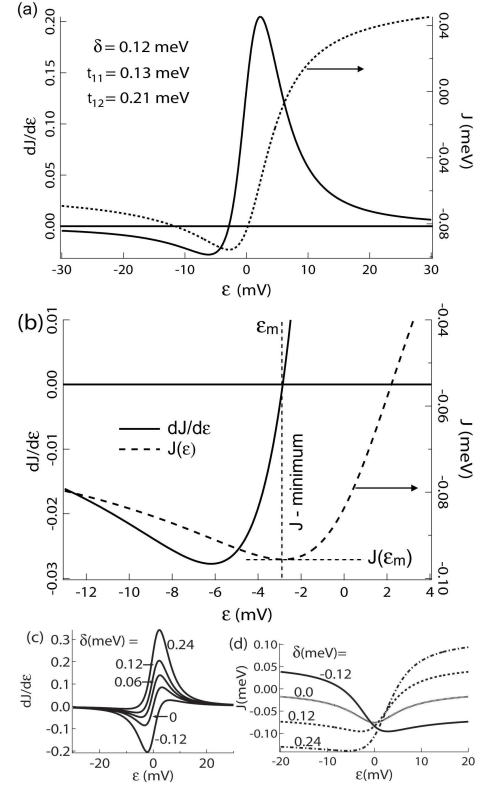 (a)
0.20
0.15
0.10
0.05
0.00
dJ/dε
δ = 0.12 meV
t11 = 0.13 meV
t12 = 0.21 meV
0.04
0.00
-0.04
-0.08
J (meV)
-30 -20 -10 0 10 20 30
ε (mV)
(b)
0.01
0.00
-0.01
-0.02
-0.03
dJ/dε
εm
dJ/dε
J(ε)
J - minimum
J(εm)
-0.04
-0.06
-0.08
-0.10
J (meV)
-12 -10 -8 -6 -4 -2 0 2 4
ε (mV)
(c)
0.3
0.2
0.1
0.0
-0.1
-0.2
dJ/dε
δ(meV) =
0.24
0.12
0.06
0
-0.12
-20 0 20
ε (mV)
(d)
0.10
0.05
0.00
-0.05
-0.10
J(meV)
δ(meV)=
-0.12
0.0
0.12
0.24
-20 -10 0 10 20
ε(mV)